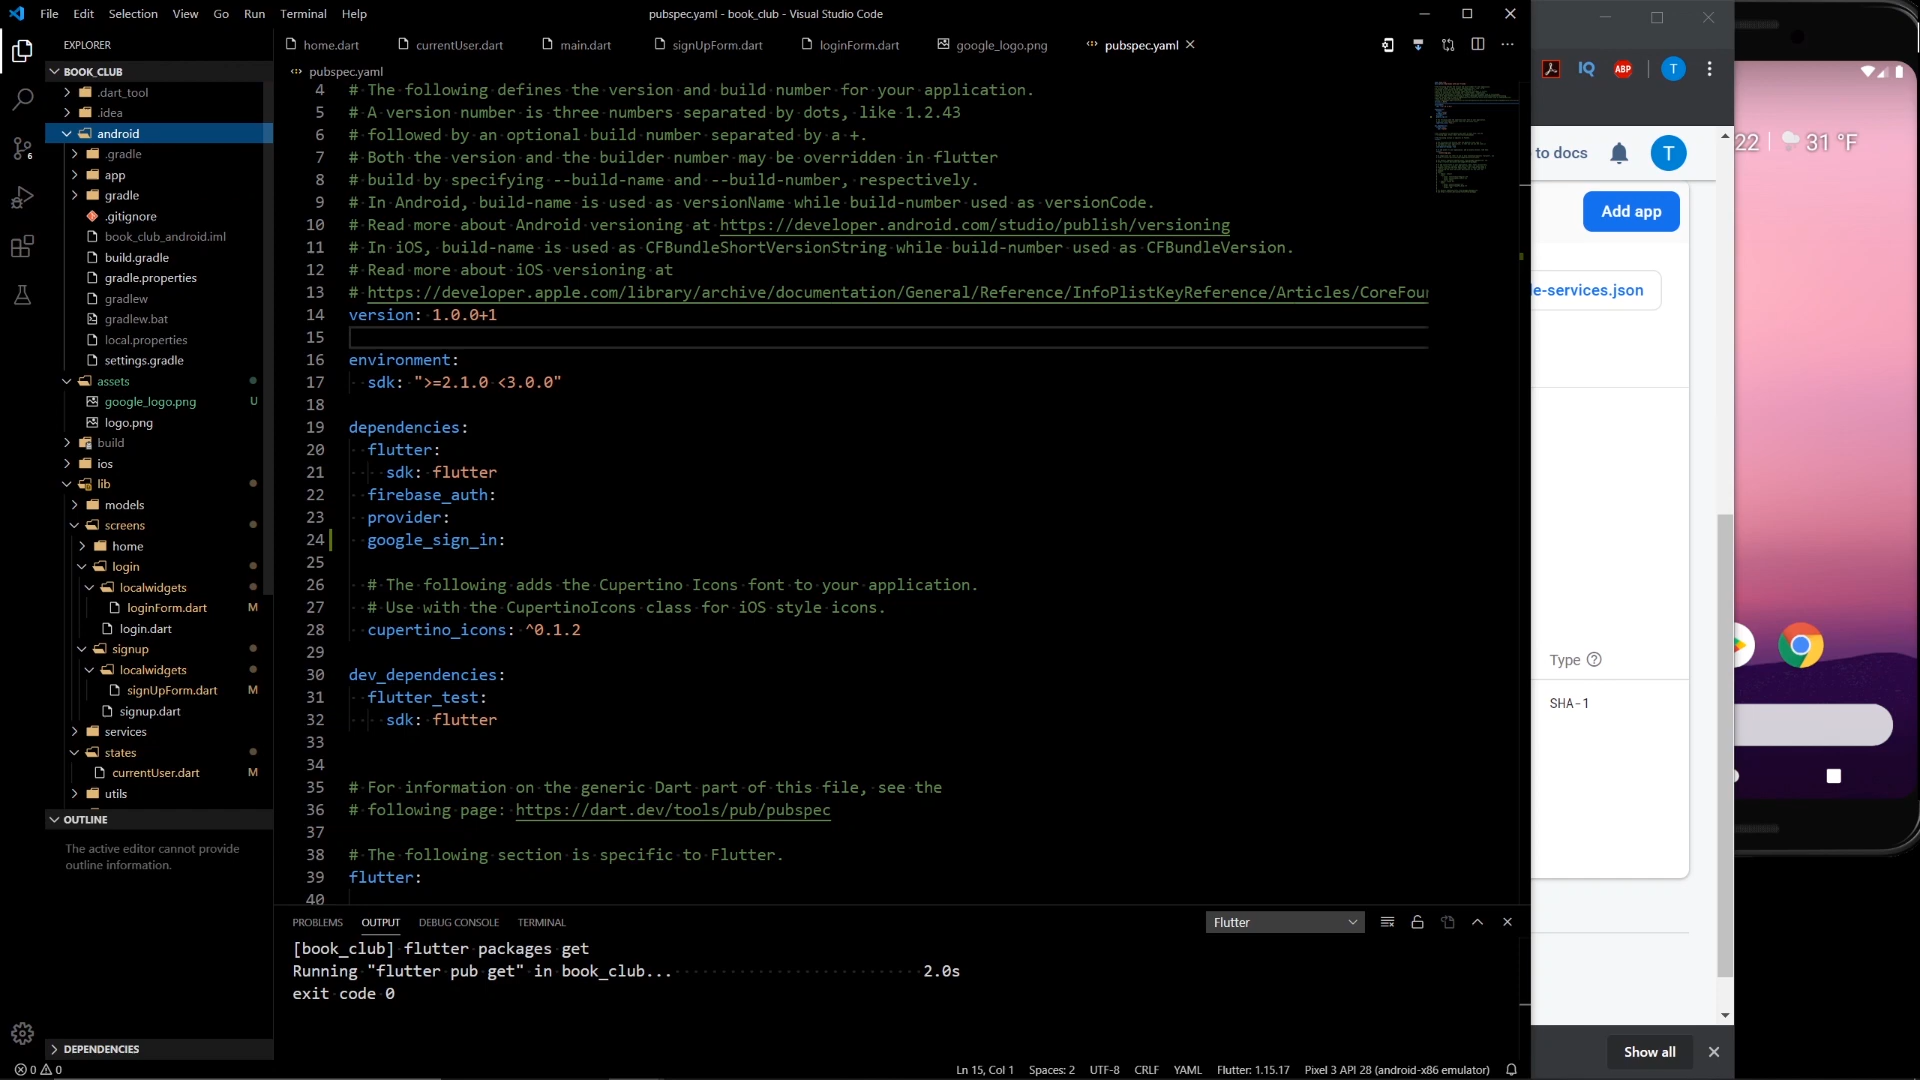 File Edit Selection View Go Run Terminal Help
pubspec.yaml - book_club - Visual Studio Code
EXPLORER
BOOK_CLUB
.dart_tool
.idea
android
.gradle
app
gradle
.gitignore
book_club_android.iml
build.gradle
gradle.properties
gradlew
gradlew.bat
local.properties
settings.gradle
assets
google_logo.png U
logo.png
build
ios
lib
models
screens
home
login
localwidgets
loginForm.dart M
login.dart
signup
localwidgets
signUpForm.dart M
signup.dart
services
states
currentUser.dart M
utils
OUTLINE
The active editor cannot provide
outline information.
DEPENDENCIES
home.dart currentUser.dart main.dart signUpForm.dart loginForm.dart google_logo.png pubspec.yaml
pubspec.yaml
4 # The following defines the version and build number for your application.
5 # A version number is three numbers separated by dots, like 1.2.43
6 # followed by an optional build number separated by a +.
7 # Both the version and the builder number may be overridden in flutter
8 # build by specifying --build-name and --build-number, respectively.
9 # In Android, build-name is used as versionName while build-number used as versionCode.
10 # Read more about Android versioning at https://developer.android.com/studio/publish/versioning
11 # In iOS, build-name is used as CFBundleShortVersionString while build-number used as CFBundleVersion.
12 # Read more about iOS versioning at
13 # https://developer.apple.com/library/archive/documentation/General/Reference/InfoPlistKeyReference/Articles/CoreFour
14 version: 1.0.0+1
15
16 environment:
17 sdk: ">=2.1.0 <3.0.0"
18
19 dependencies:
20 flutter:
21 sdk: flutter
22 firebase_auth:
23 provider:
24 google_sign_in:
25
26 # The following adds the Cupertino Icons font to your application.
27 # Use with the CupertinoIcons class for iOS style icons.
28 cupertino_icons: ^0.1.2
29
30 dev_dependencies:
31 flutter_test:
32 sdk: flutter
33
34
35 # For information on the generic Dart part of this file, see the
36 # following page: https://dart.dev/tools/pub/pubspec
37
38 # The following section is specific to Flutter.
39 flutter:
40
PROBLEMS OUTPUT DEBUG CONSOLE TERMINAL
Flutter
[book_club] flutter packages get
Running "flutter pub get" in book_club... 2.0s
exit code 0
0 0
Ln 15, Col 1 Spaces: 2 UTF-8 CRLF YAML Flutter: 1.15.17 Pixel 3 API 28 (android-x86 emulator)
IQ ABP T
to docs T
Add app
e-services.json
Type
SHA-1
Show all
22 31 °F
6